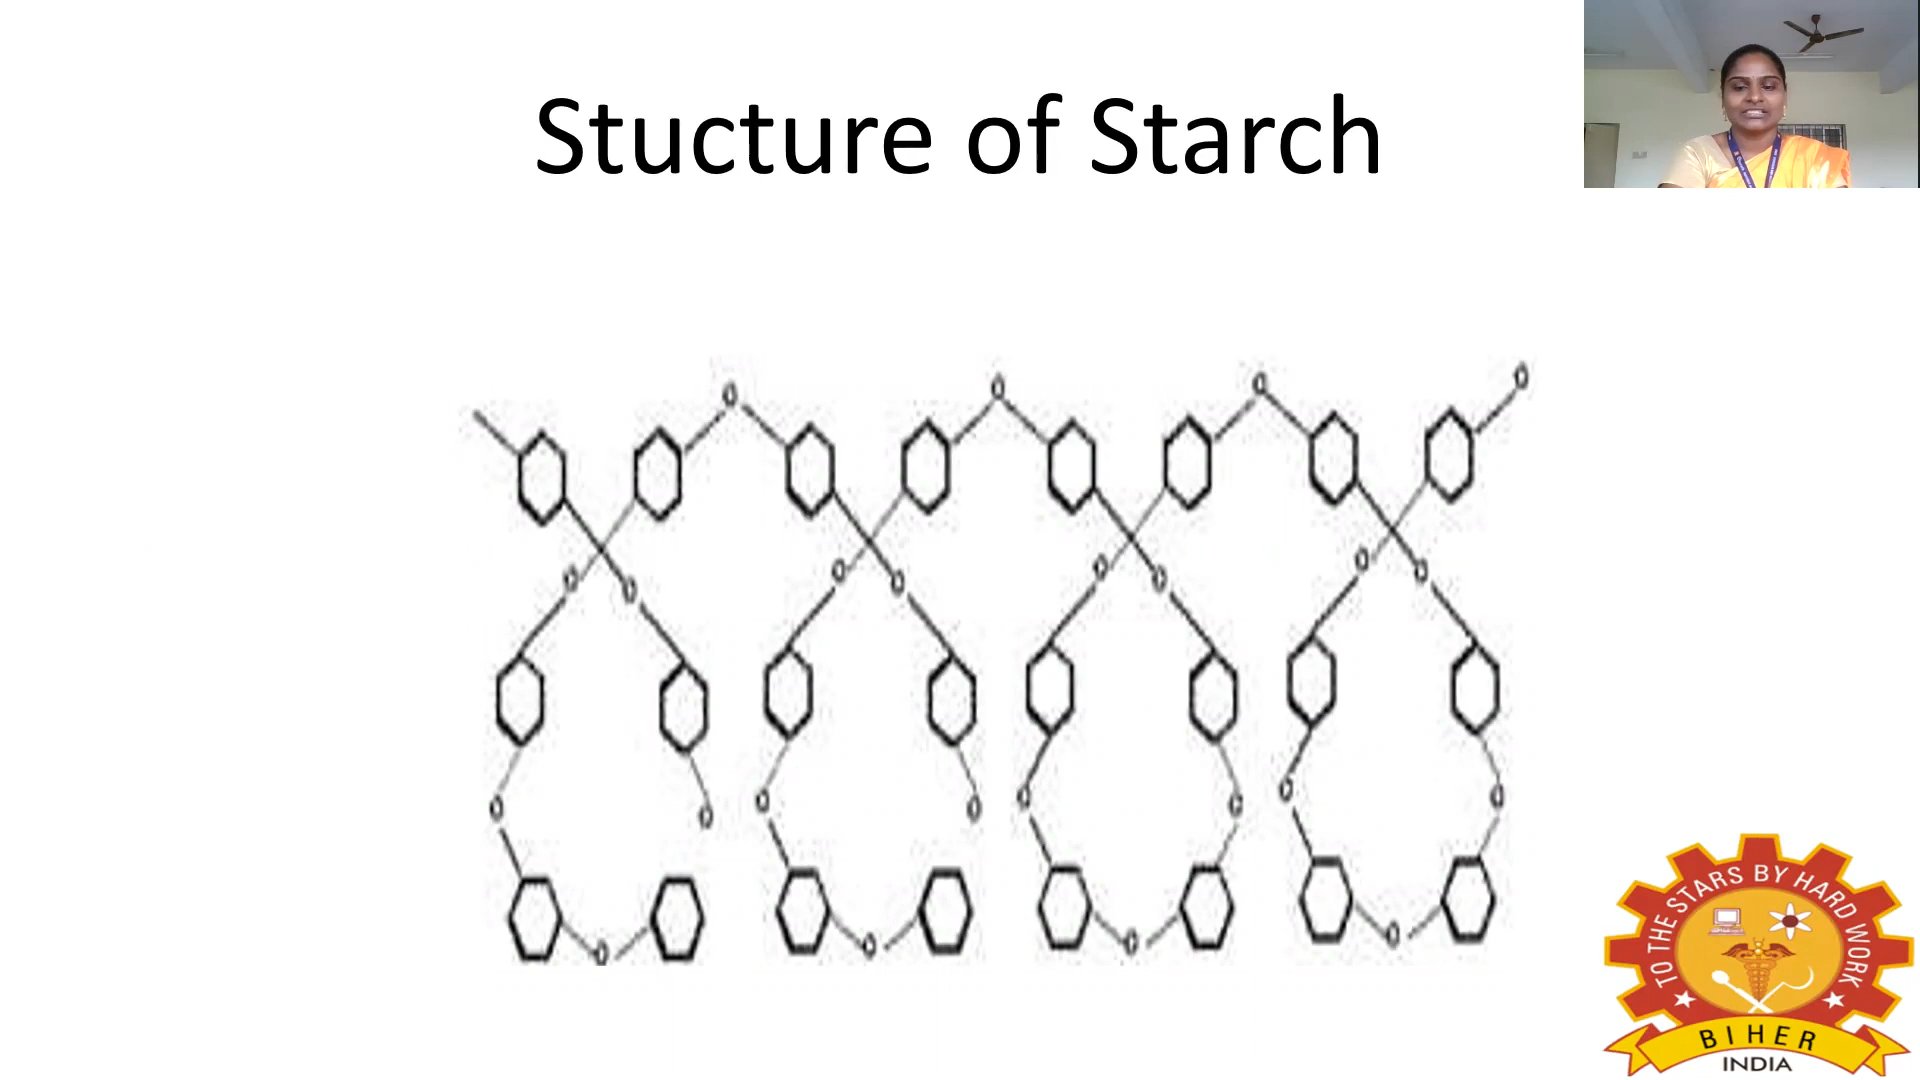 Stucture of Starch
O O O O
O O O O O O O O
O O O O O O O O
O O O O
TO THE STARS BY HARD WORK
BIHER
INDIA